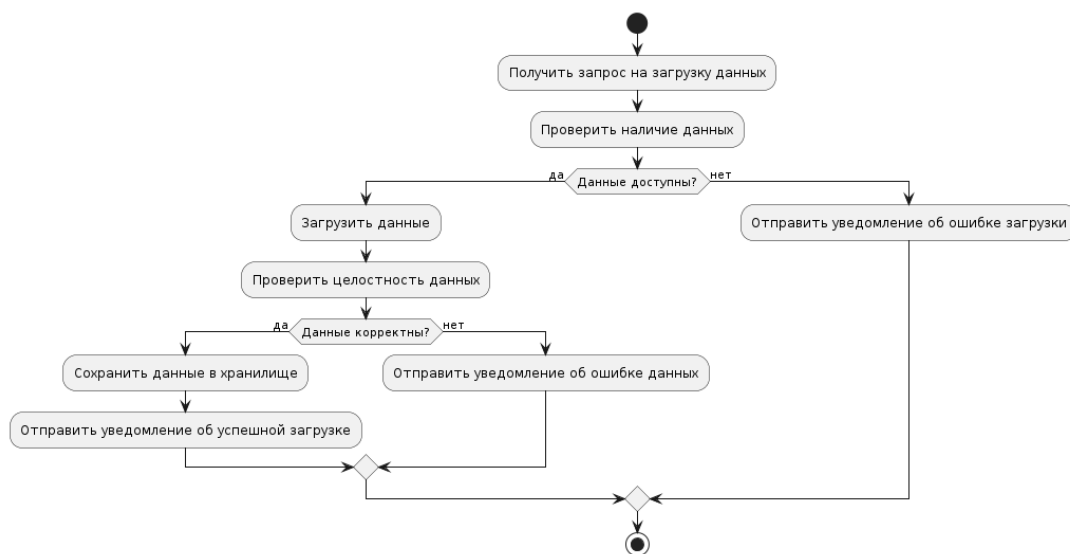 Получить запрос на загрузку данных
Проверить наличие данных
да
Данные доступны?
нет
Загрузить данные
Отправить уведомление об ошибке загрузки
Проверить целостность данных
да
Данные корректны?
нет
Сохранить данные в хранилище
Отправить уведомление об ошибке данных
Отправить уведомление об успешной загрузке